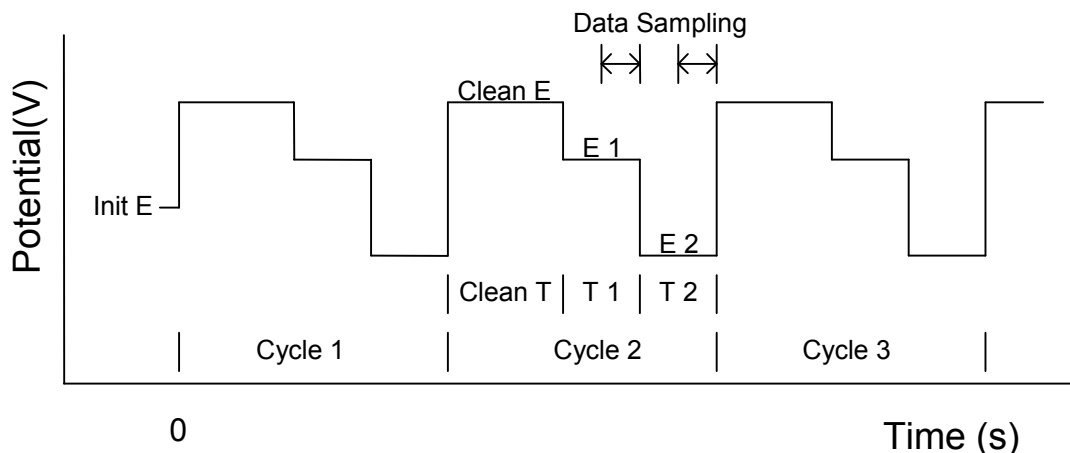 Data Sampling
Potential(V)
Clean E
E 1
Init E
E 2
Clean T T 1 T 2
Cycle 1 Cycle 2 Cycle 3
0
Time (s)